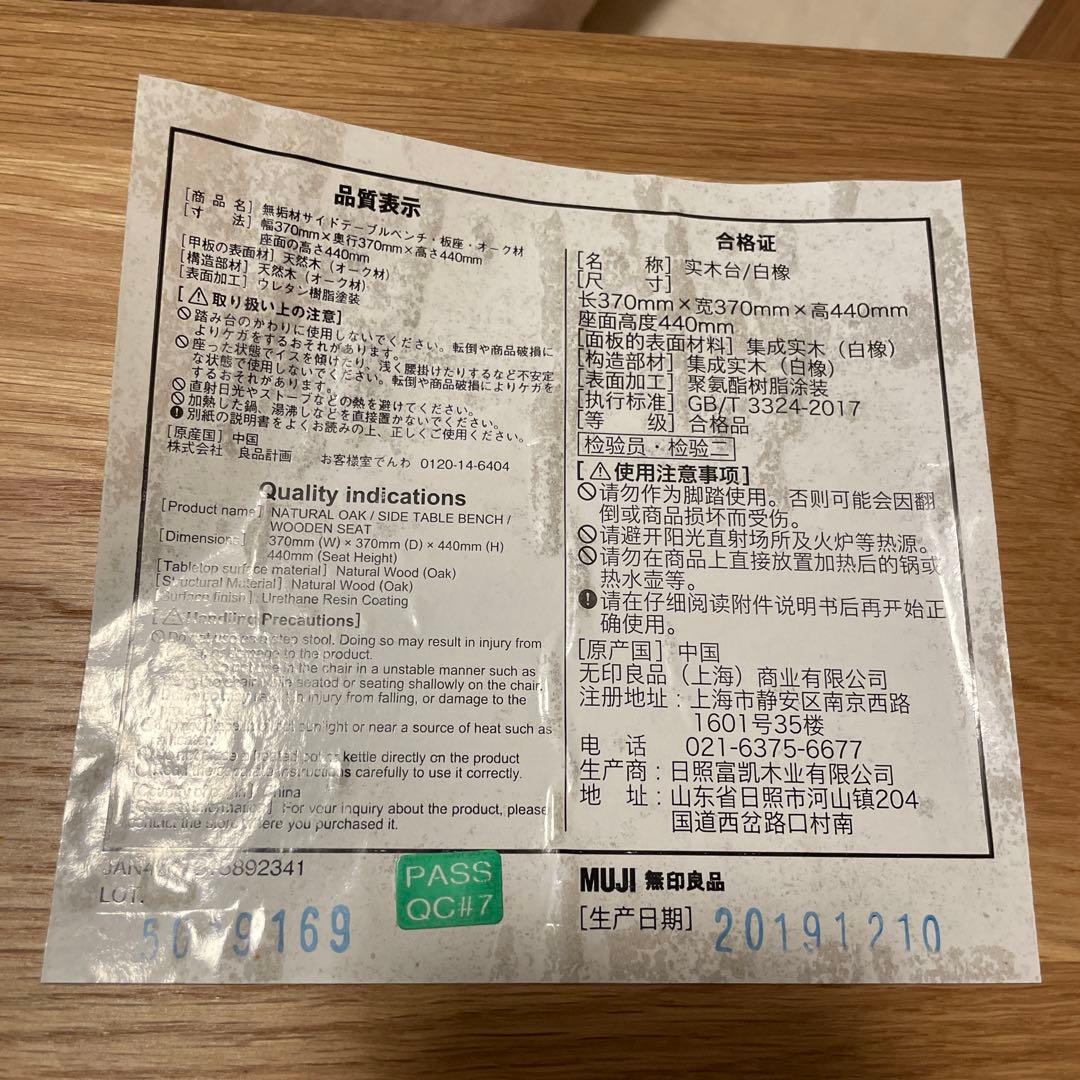 品質表示
[商品名] 無垢材サイドテーブルベンチ・板座・オーク材
[寸 法] 幅370mm×奥行370mm×高さ440mm
座面の高さ440mm
[甲板の表面材] 天然木（オーク材）
[構造部材] 天然木（オーク材）
[表面加工] ウレタン樹脂塗装
[⚠取り扱い上の注意]
踏み台のかわりに使用しないでください。転倒や商品破損に
よりケガをするおそれがあります。
座った状態でイスを傾けたり、浅く腰掛けたりするなど不安定
な状態で使用しないでください。転倒や商品破損によりケガを
するおそれがあります。
直射日光やストーブなどの熱を避けてください。
加熱した鍋、湯沸しなどを直接置かないでください。
別紙の説明書をよくお読みの上、正しくご使用ください。
[原産国] 中国
株式会社 良品計画 お客様室でんわ 0120-14-6404
Quality indications
[Product name] NATURAL OAK / SIDE TABLE BENCH /
WOODEN SEAT
[Dimensions] 370mm (W) × 370mm (D) × 440mm (H)
440mm (Seat Height)
[Tabletop surface material] Natural Wood (Oak)
[Structural Material] Natural Wood (Oak)
[Surface finish] Urethane Resin Coating
[⚠Handling Precautions]
Do not use as a step stool. Doing so may result in injury from
damage to the product.
in the chair in a unstable manner such as
seated or seating shallowly on the chair.
in injury from falling, or damage to the
sunlight or near a source of heat such as
kettle directly on the product
Read the instructions carefully to use it correctly.
China
For your inquiry about the product, please
contact the store where you purchased it.
合格证
[名 称] 实木台/白橡
[尺 寸]
长370mm×宽370mm×高440mm
座面高度440mm
[面板的表面材料] 集成实木（白橡）
[构造部材] 集成实木（白橡）
[表面加工] 聚氨酯树脂涂装
[执行标准] GB/T 3324-2017
[等 级] 合格品
检验员・检验二
[⚠使用注意事项]
请勿作为脚踏使用。否则可能会因翻
倒或商品损坏而受伤。
请避开阳光直射场所及火炉等热源。
请勿在商品上直接放置加热后的锅或
热水壶等。
请在仔细阅读附件说明书后再开始正
确使用。
[原产国] 中国
无印良品（上海）商业有限公司
注册地址：上海市静安区南京西路
1601号35楼
电 话 021-6375-6677
生产商：日照富凯木业有限公司
地 址：山东省日照市河山镇204
国道西岔路口村南
892341
LOT.
9169
PASS
QC#7
MUJI 無印良品
[生产日期] 20191210